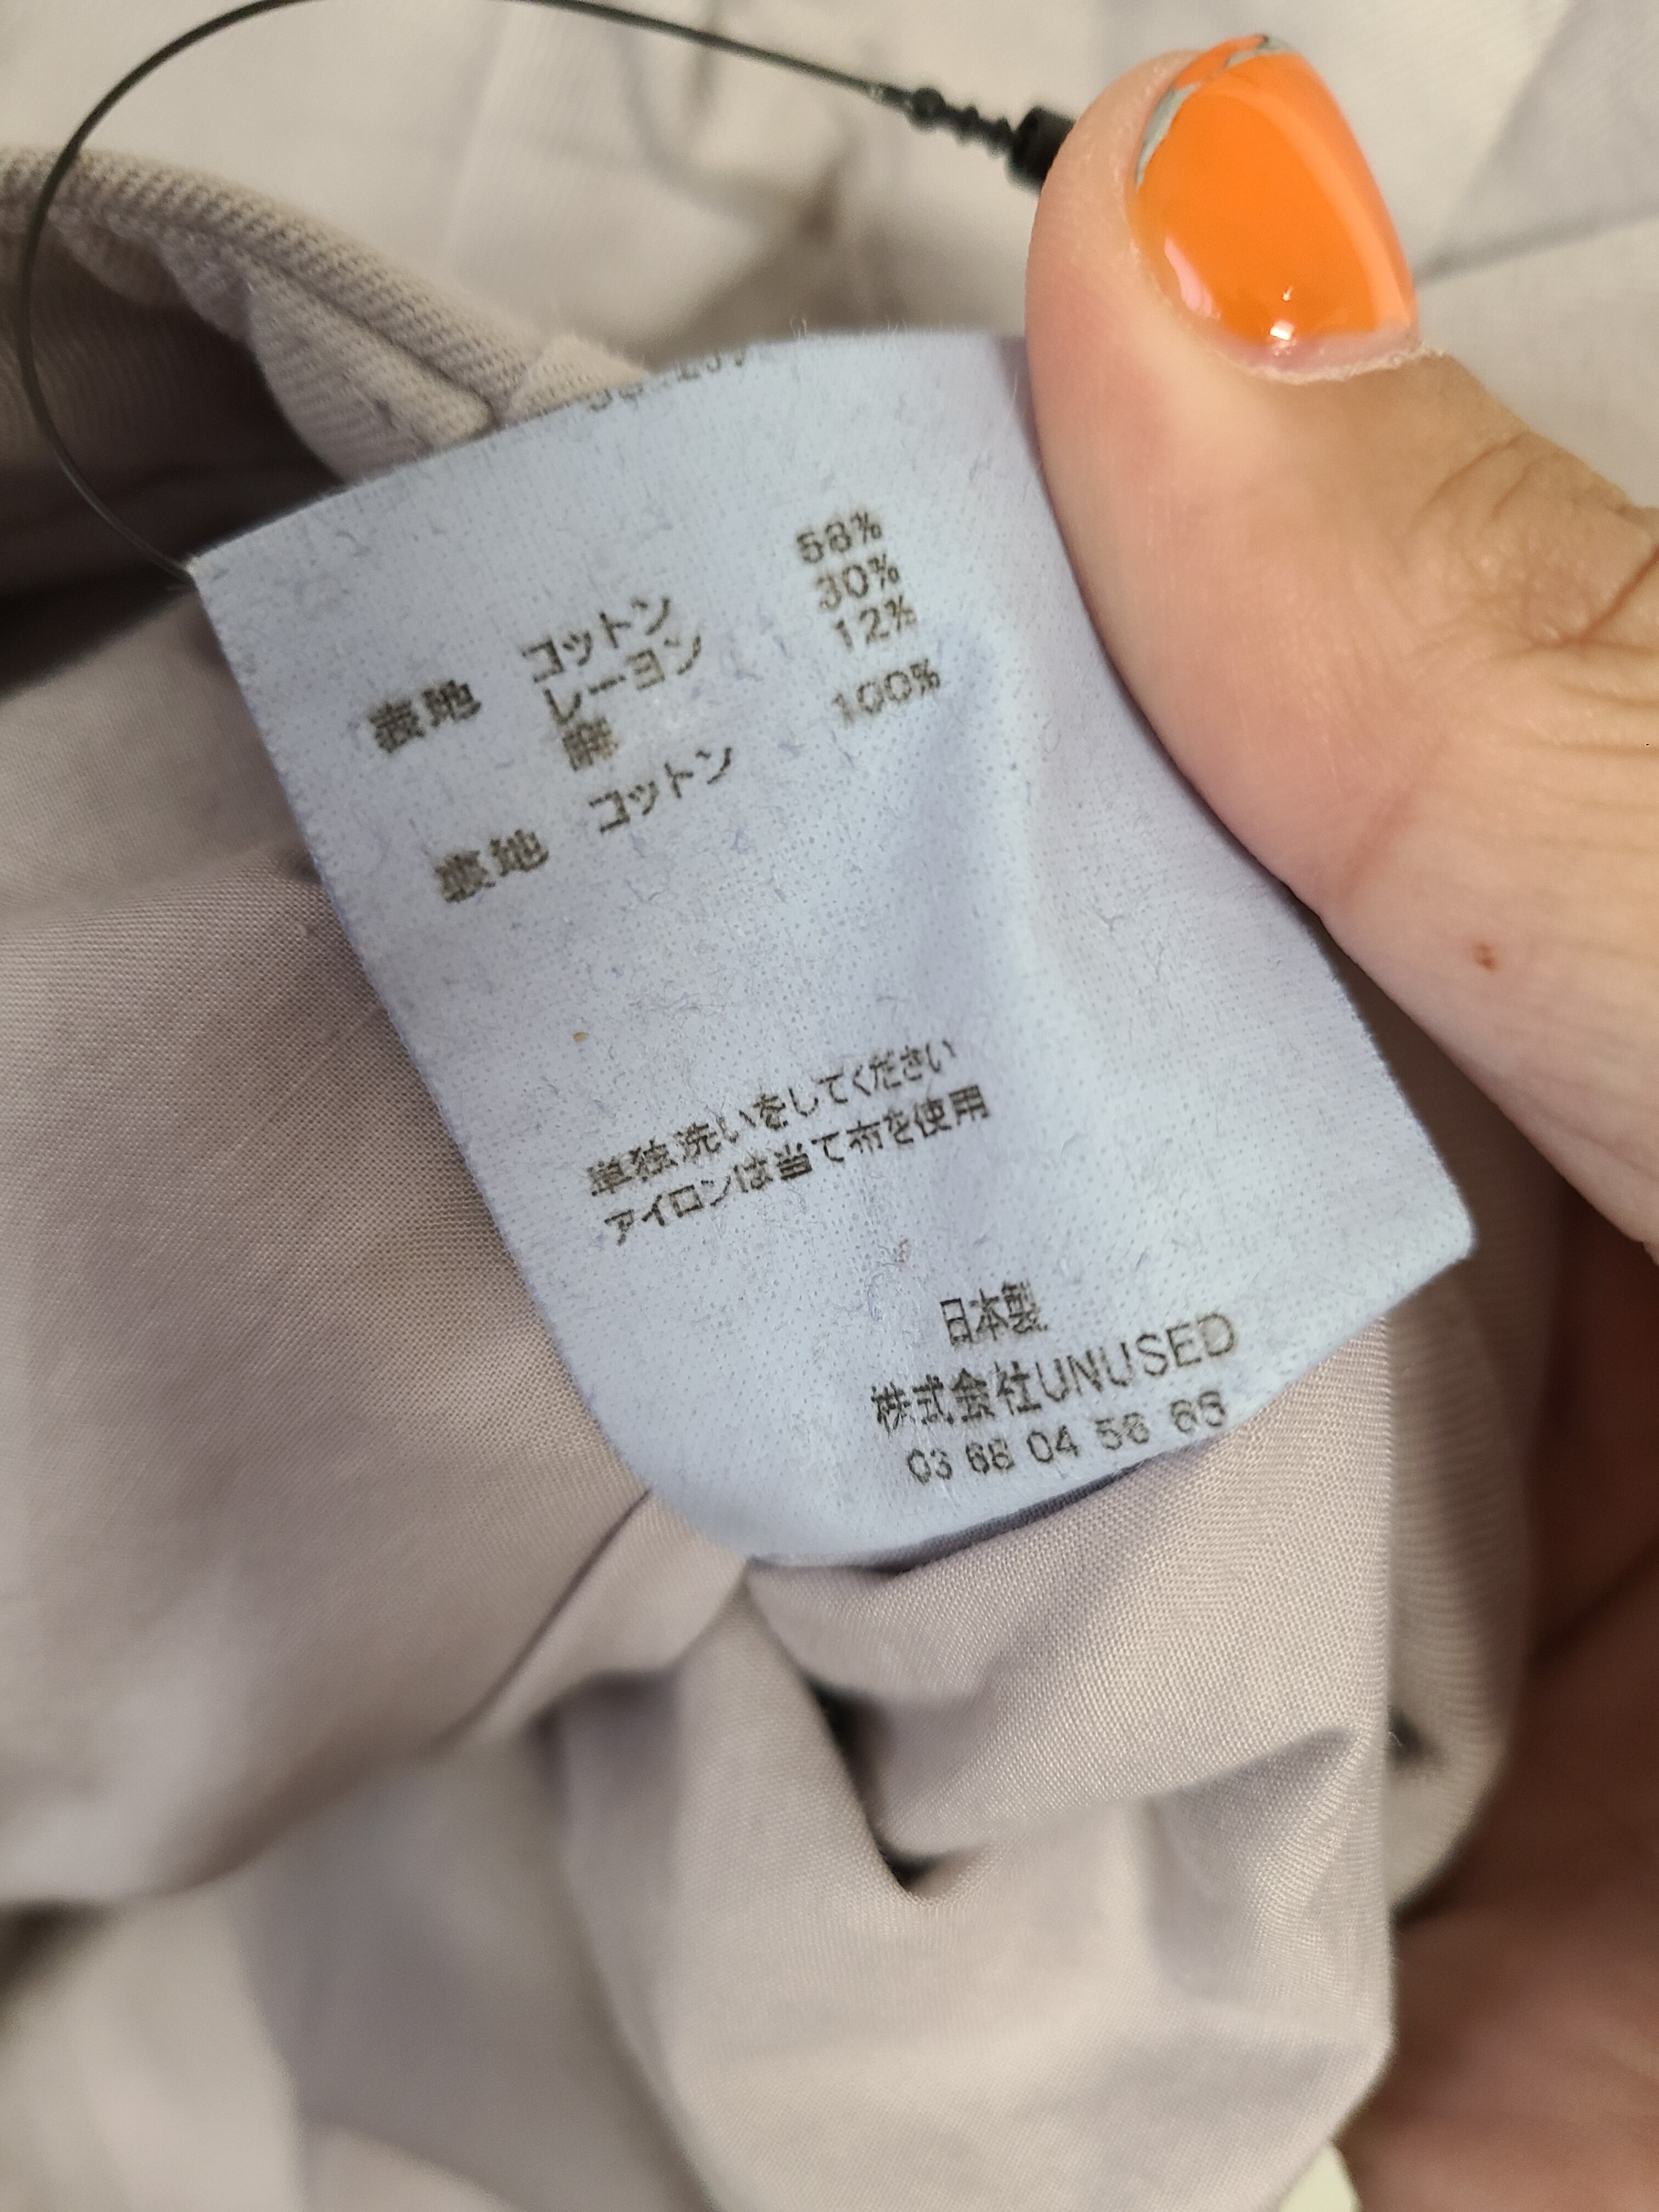 表地 コットン 58%
レーヨン 30%
麻 12%
表地 コットン 100%
単独洗いをしてください
アイロンは当て布を使用
日本製
株式会社UNUSED
03 68 04 56 68